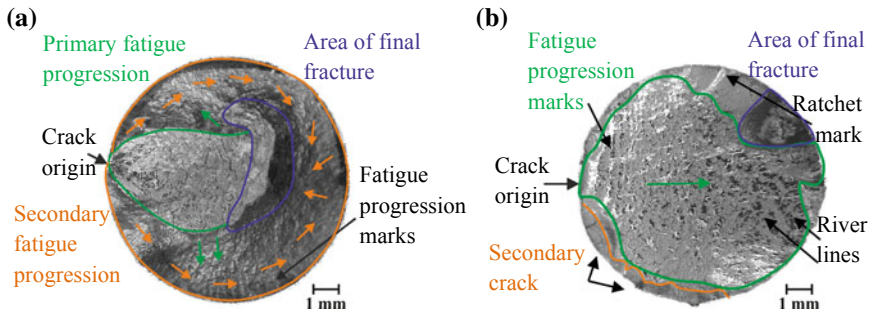 (a)
Primary fatigue
progression
Area of final
fracture
Crack
origin
Secondary
fatigue
progression
Fatigue
progression
marks
1 mm
(b)
Fatigue
progression
marks
Area of final
fracture
Ratchet
mark
Crack
origin
Secondary
crack
River
lines
1 mm